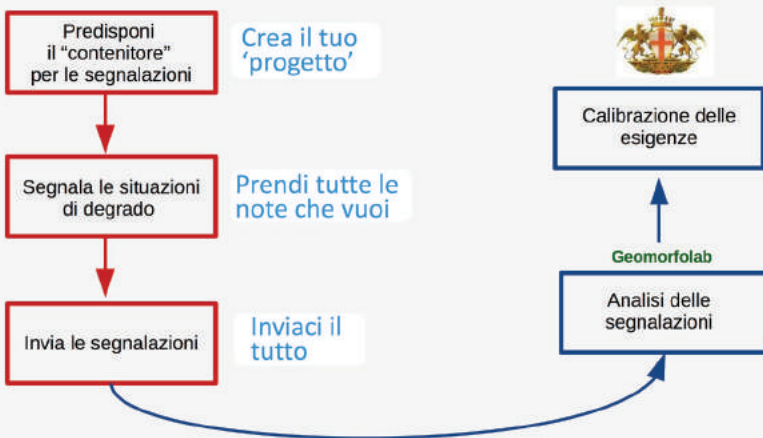 Predisponi
il “contenitore”
per le segnalazioni
Crea il tuo
‘progetto’
Segnala le situazioni
di degrado
Prendi tutte le
note che vuoi
Invia le segnalazioni
Inviaci il
tutto
Calibrazione delle
esigenze
Geomorfolab
Analisi delle
segnalazioni